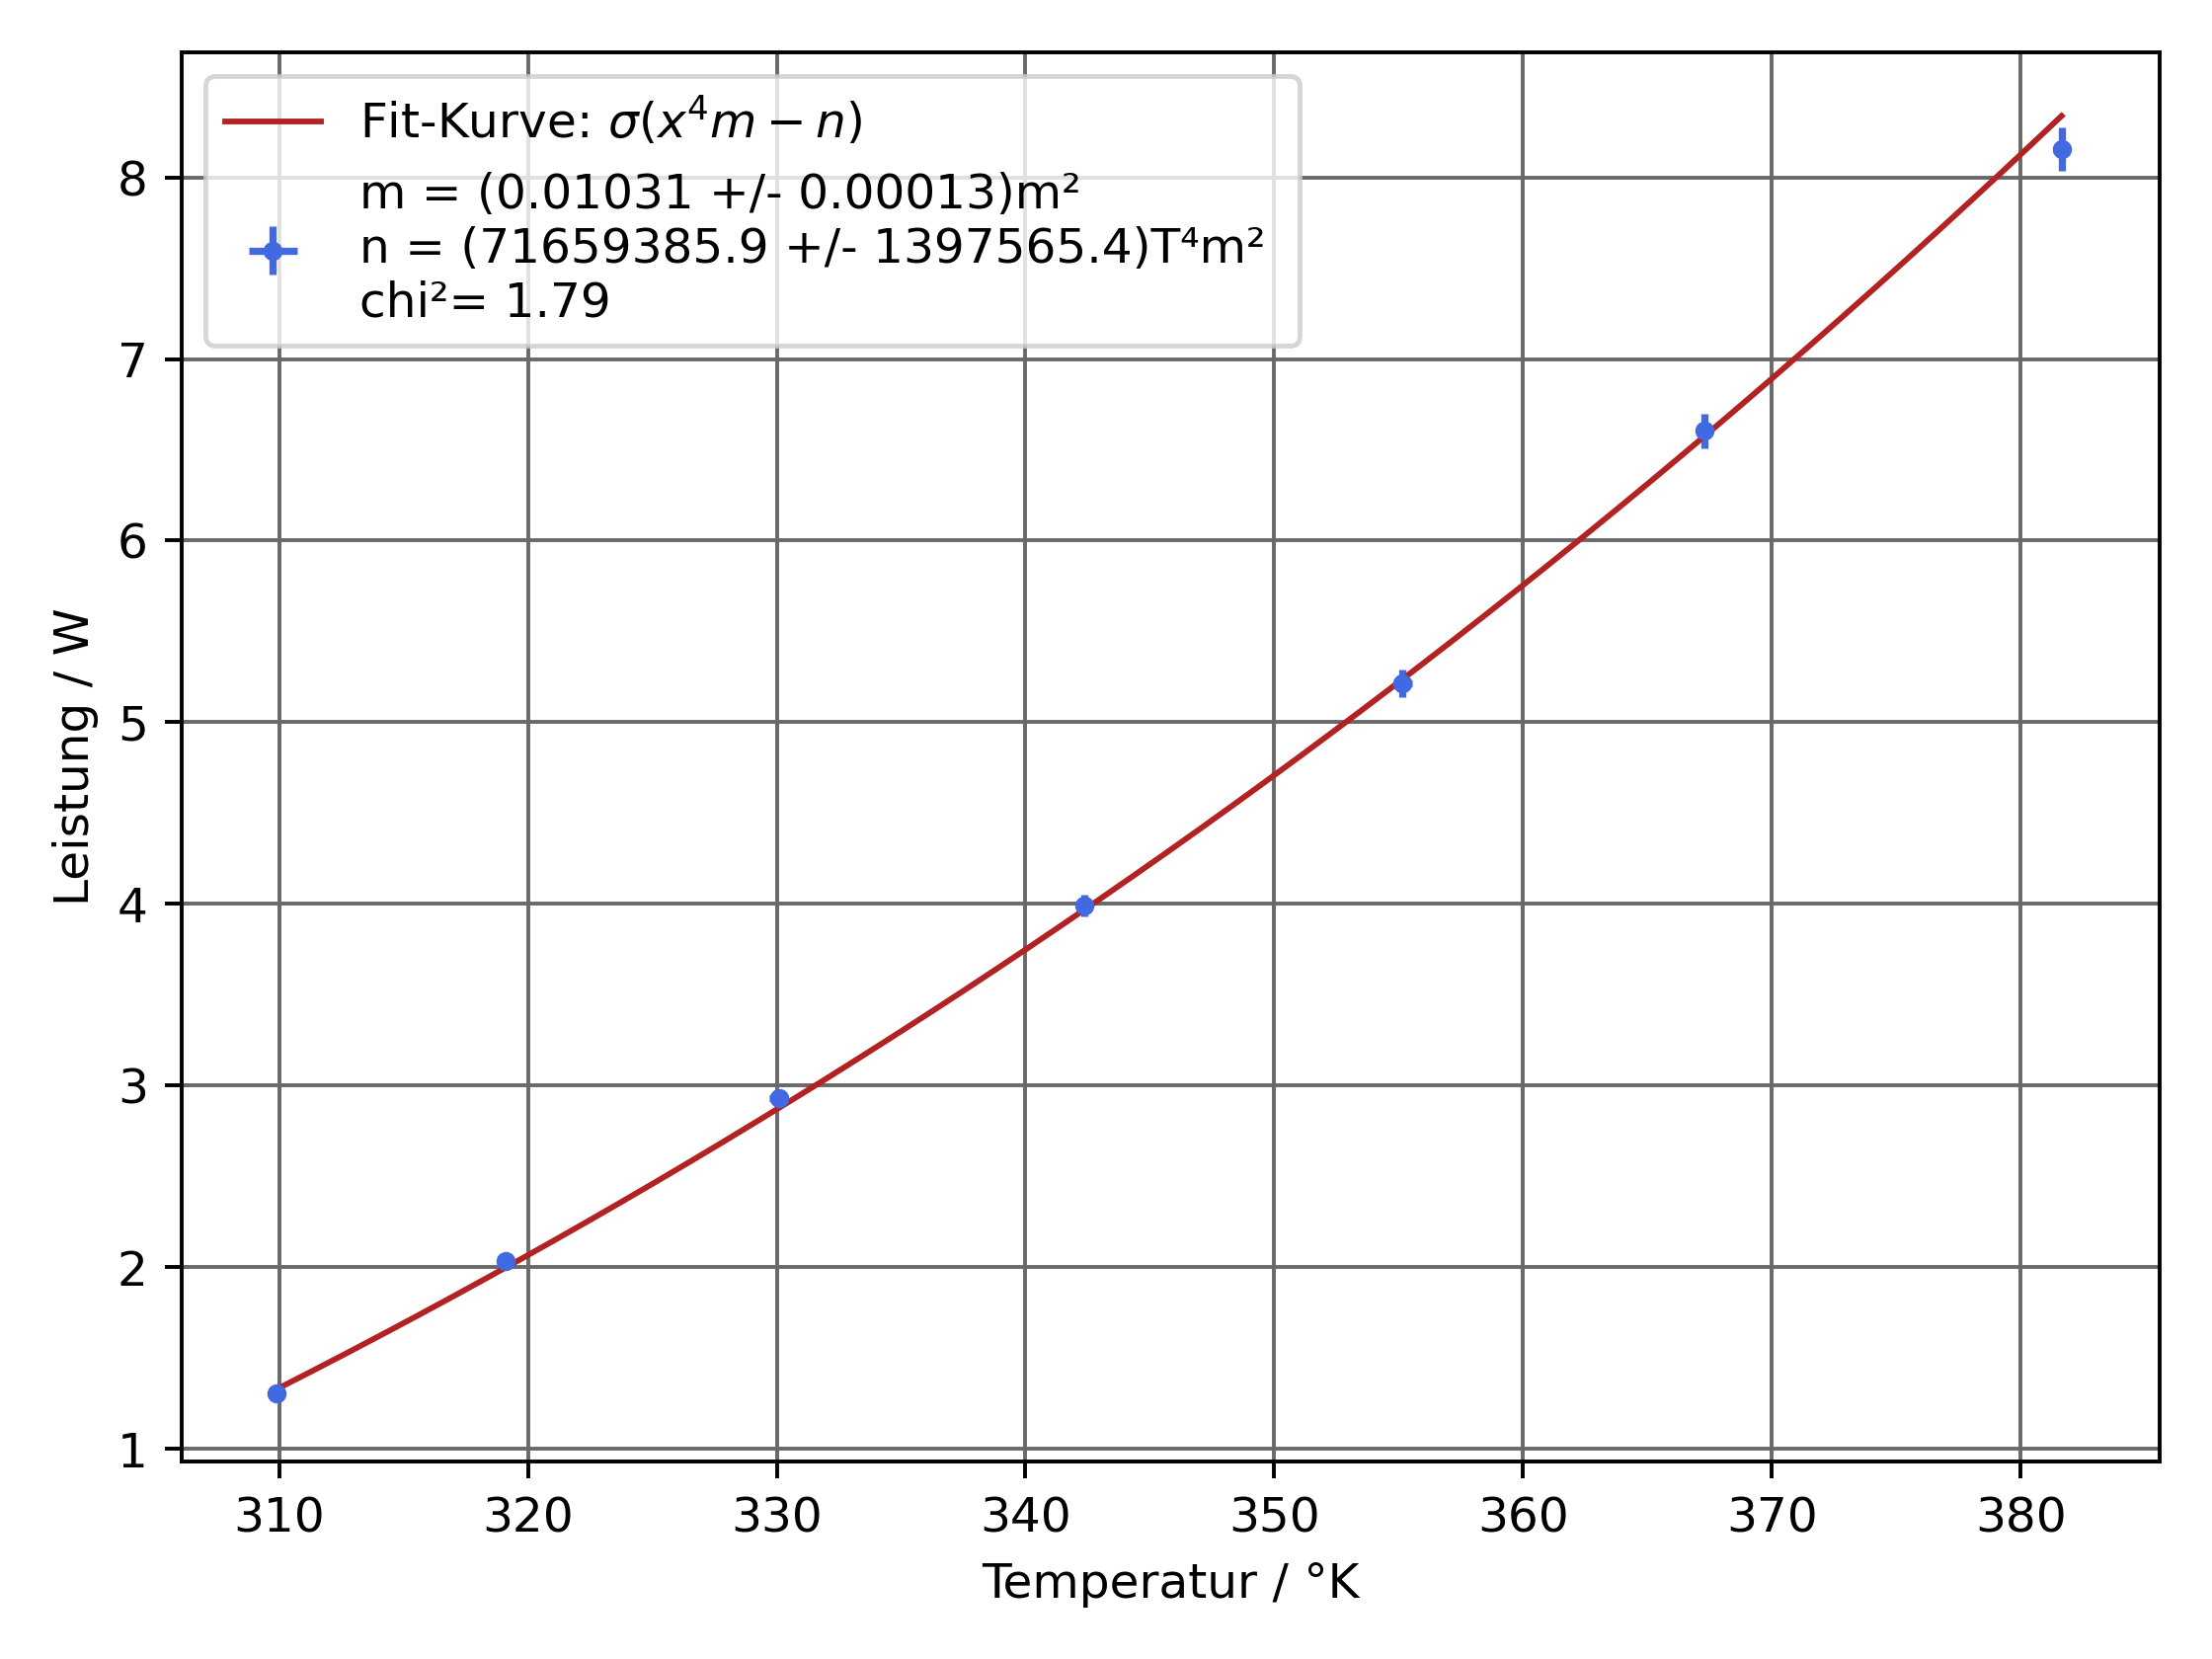 Fit-Kurve: σ(x⁴m − n)
m = (0.01031 +/- 0.00013)m²
n = (71659385.9 +/- 1397565.4)T⁴m²
chi²= 1.79
8
7
6
5
4
3
2
1
Leistung / W
310 320 330 340 350 360 370 380
Temperatur / °K